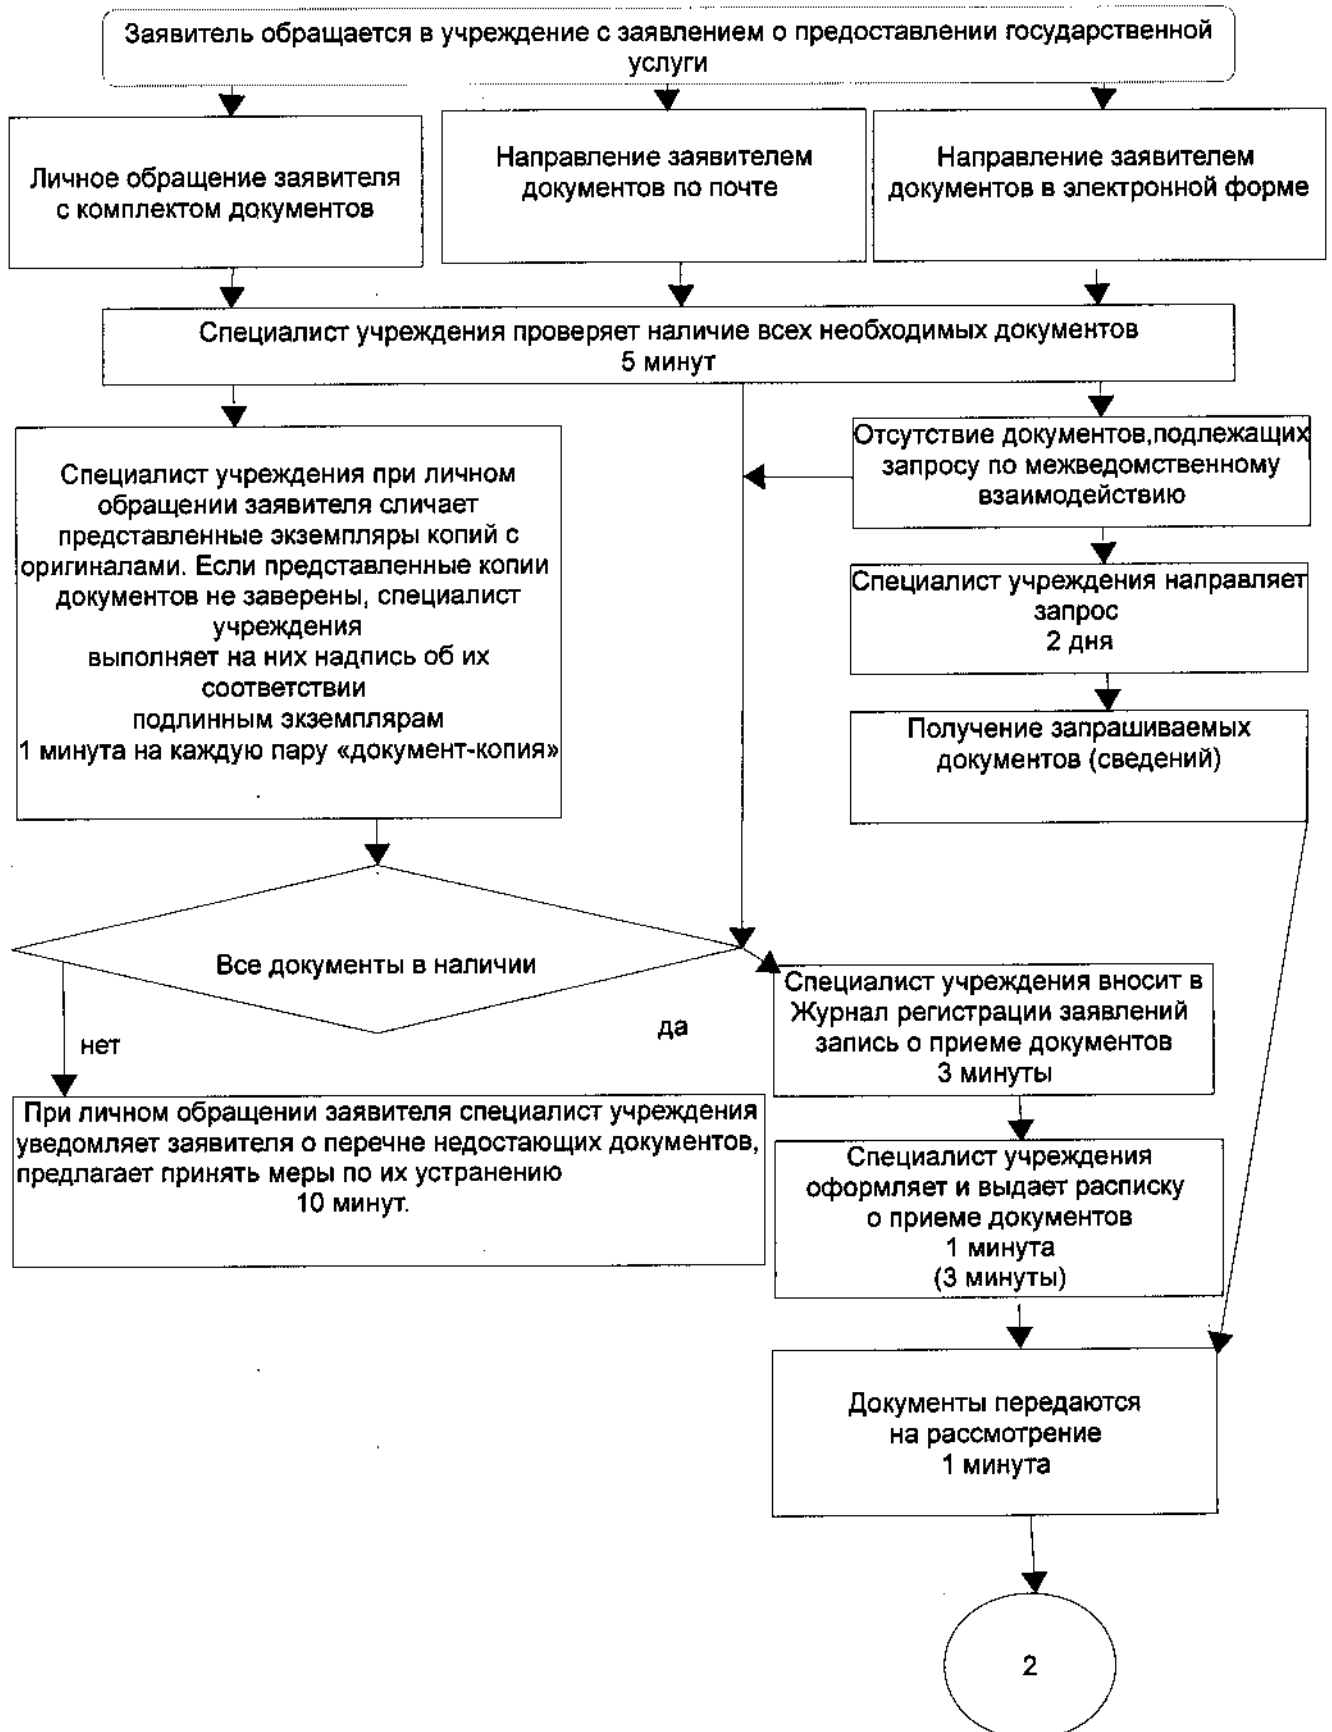 Заявитель обращается в учреждение с заявлением о предоставлении государственной
услуги
Личное обращение заявителя
с комплектом документов
Направление заявителем
документов по почте
Направление заявителем
документов в электронной форме
Специалист учреждения проверяет наличие всех необходимых документов
5 минут
Специалист учреждения при личном
обращении заявителя сличает
представленные экземпляры копий с
оригиналами. Если представленные копии
документов не заверены, специалист
учреждения
выполняет на них надпись об их
соответствии
подлинным экземплярам
1 минута на каждую пару «документ-копия»
Отсутствие документов,подлежащих
запросу по межведомственному
взаимодействию
Специалист учреждения направляет
запрос
2 дня
Получение запрашиваемых
документов (сведений)
Все документы в наличии
нет
да
При личном обращении заявителя специалист учреждения
уведомляет заявителя о перечне недостающих документов,
предлагает принять меры по их устранению
10 минут.
Специалист учреждения вносит в
Журнал регистрации заявлений
запись о приеме документов
3 минуты
Специалист учреждения
оформляет и выдает расписку
о приеме документов
1 минута
(3 минуты)
Документы передаются
на рассмотрение
1 минута
2